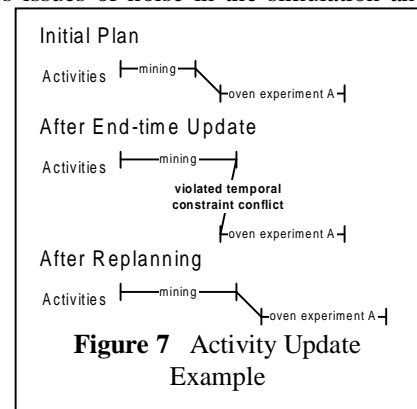 s issues of noise in the simulation an
Initial Plan
Activities mining
oven experiment A
After End-time Update
Activities mining
violated temporal
constraint conflict
oven experiment A
After Replanning
Activities mining
oven experiment A
Figure 7 Activity Update
Example